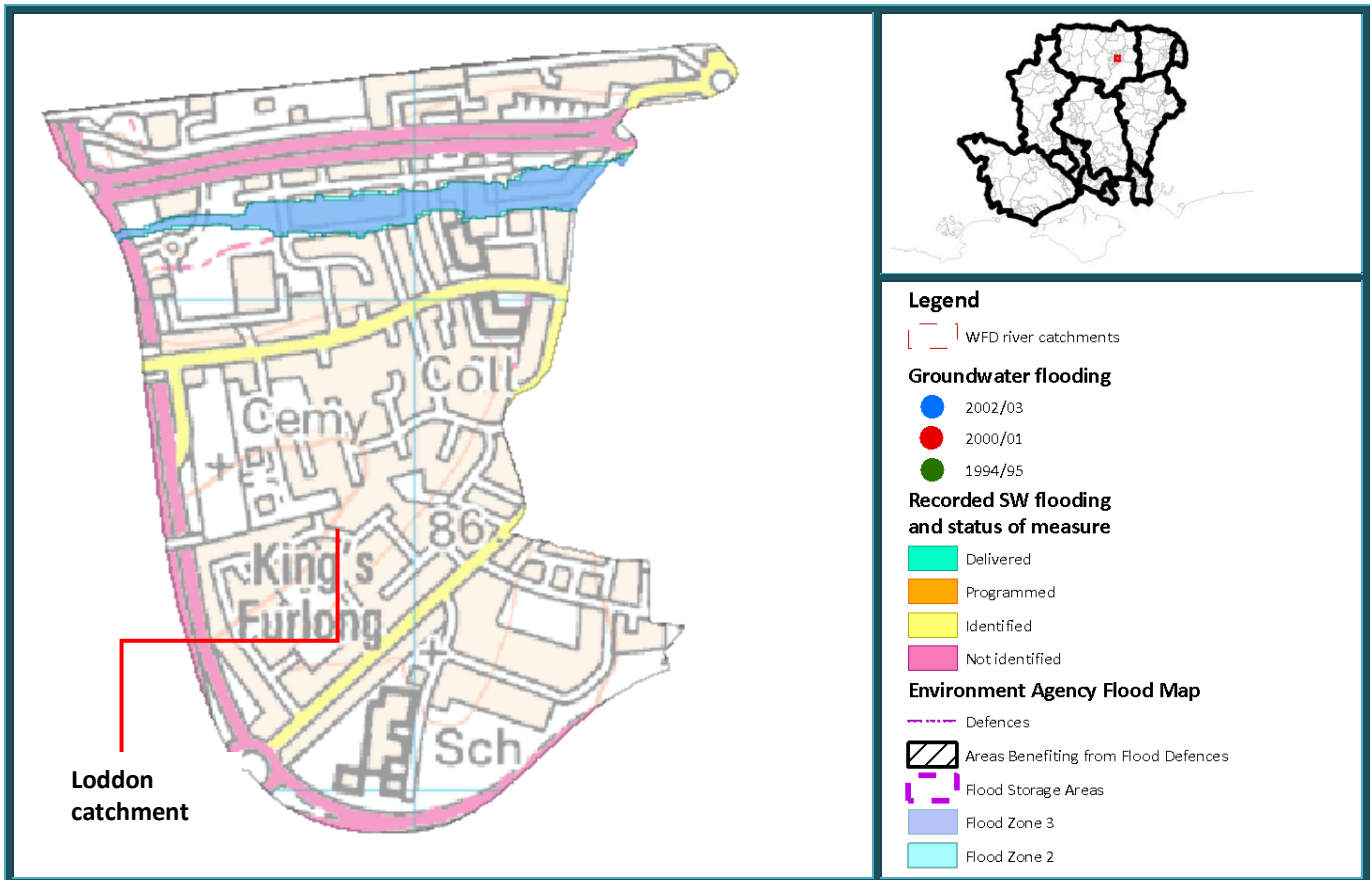 Coll
Cemy
86
King's
Furlong
Sch
Loddon
catchment
Legend
WFD river catchments
Groundwater flooding
2002/03
2000/01
1994/95
Recorded SW flooding
and status of measure
Delivered
Programmed
Identified
Not identified
Environment Agency Flood Map
Defences
Areas Benefiting from Flood Defences
Flood Storage Areas
Flood Zone 3
Flood Zone 2